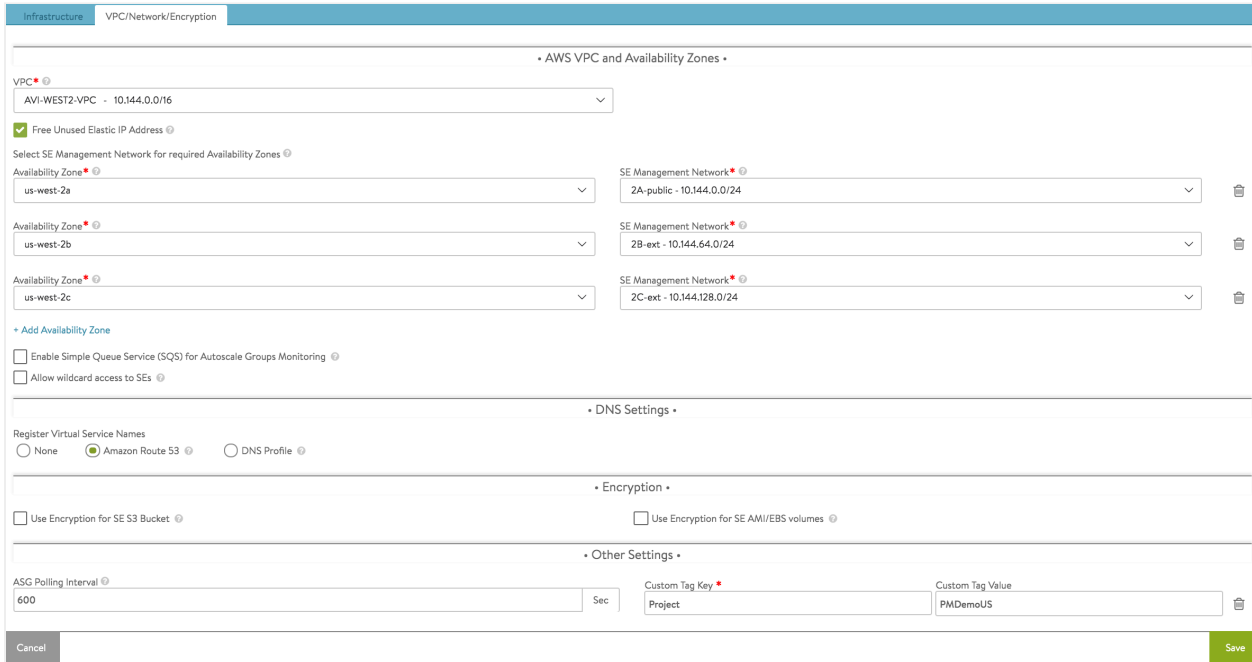 Infrastructure VPC/Network/Encryption
• AWS VPC and Availability Zones •
VPC*
AVI-WEST2-VPC - 10.144.0.0/16
Free Unused Elastic IP Address
Select SE Management Network for required Availability Zones
Availability Zone* SE Management Network*
us-west-2a 2A-public - 10.144.0.0/24
Availability Zone* SE Management Network*
us-west-2b 2B-ext - 10.144.64.0/24
Availability Zone* SE Management Network*
us-west-2c 2C-ext - 10.144.128.0/24
+ Add Availability Zone
Enable Simple Queue Service (SQS) for Autoscale Groups Monitoring
Allow wildcard access to SEs
• DNS Settings •
Register Virtual Service Names
None Amazon Route 53 DNS Profile
• Encryption •
Use Encryption for SE S3 Bucket Use Encryption for SE AMI/EBS volumes
• Other Settings •
ASG Polling Interval Custom Tag Key * Custom Tag Value
600 Sec Project PMDemoUS
Cancel Save